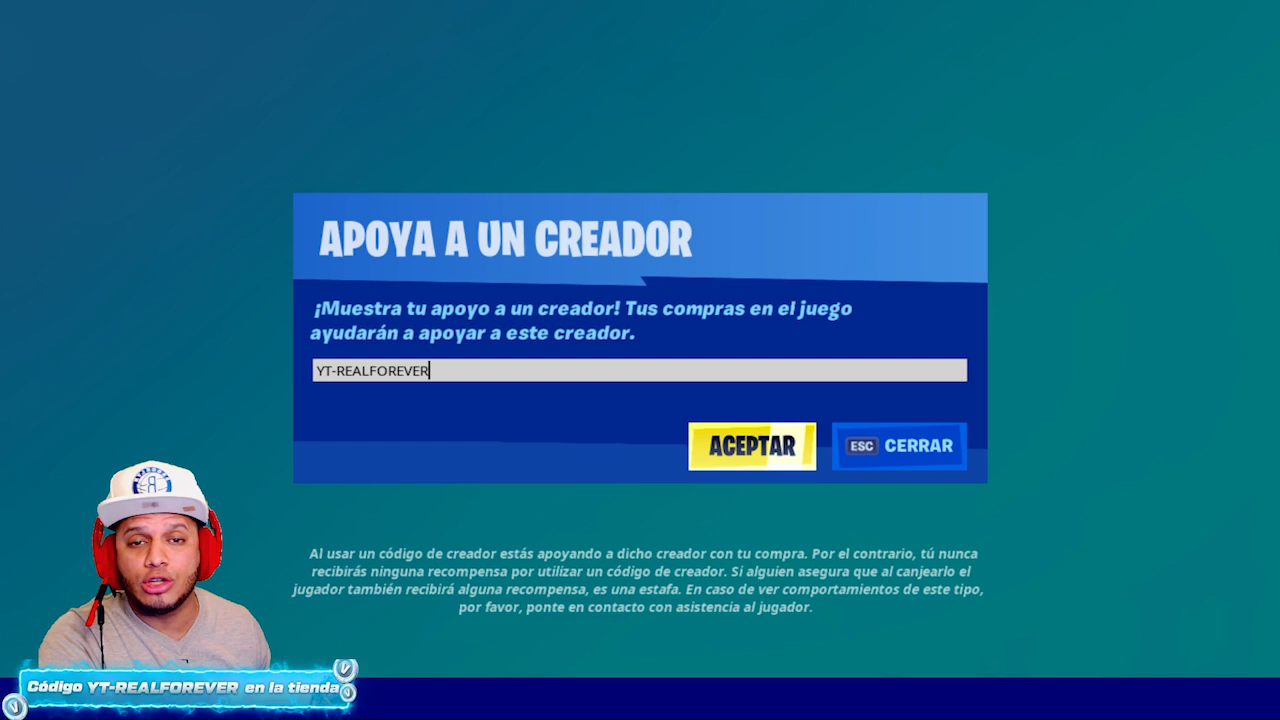 APOYA A UN CREADOR
¡Muestra tu apoyo a un creador! Tus compras en el juego
ayudarán a apoyar a este creador.
YT-REALFOREVER
ACEPTAR
ESC CERRAR
Al usar un código de creador estás apoyando a dicho creador con tu compra. Por el contrario, tú nunca
recibirás ninguna recompensa por utilizar un código de creador. Si alguien asegura que al canjearlo el
jugador también recibirá alguna recompensa, es una estafa. En caso de ver comportamientos de este tipo,
por favor, ponte en contacto con asistencia al jugador.
Código YT-REALFOREVER en la tienda